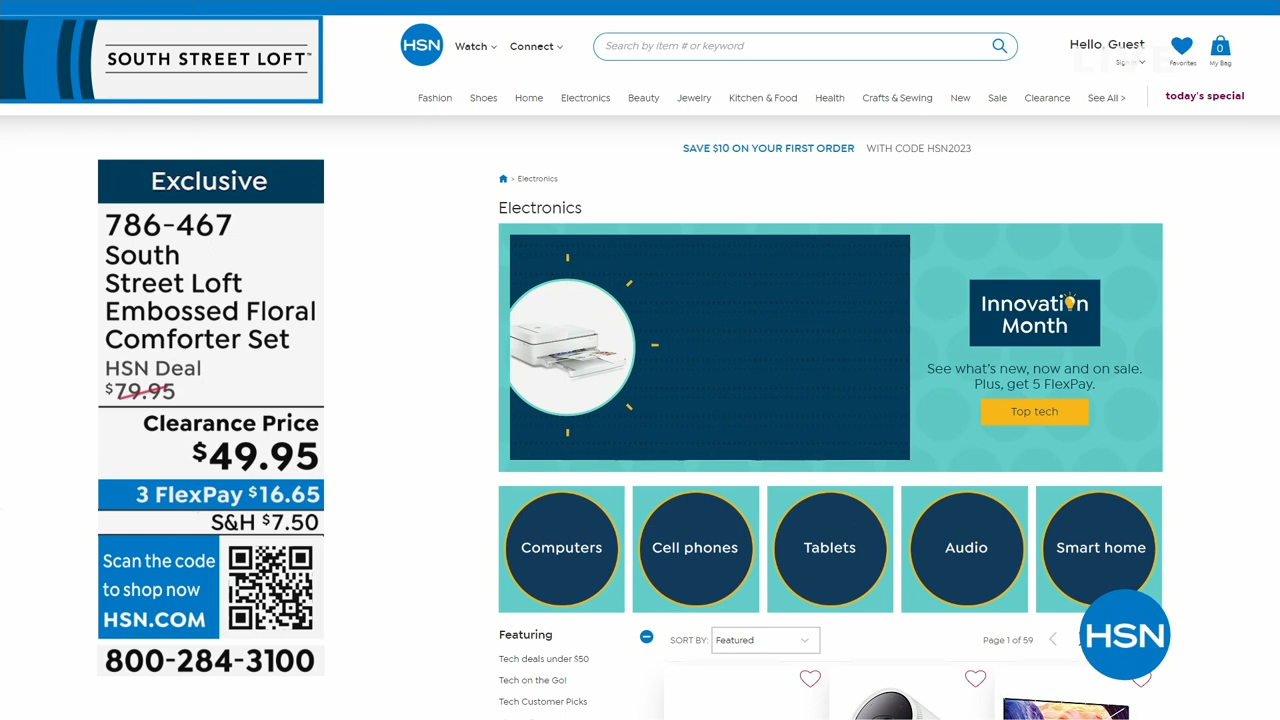 SOUTH STREET LOFT™
HSN
Watch
Connect
Search by item # or keyword
Hello, Guest
LIVE
Favorites
0
My Bag
Fashion
Shoes
Home
Electronics
Beauty
Jewelry
Kitchen & Food
Health
Crafts & Sewing
New
Sale
Clearance
See All >
today's special
SAVE $10 ON YOUR FIRST ORDER WITH CODE HSN2023
> Electronics
Electronics
Exclusive
786-467
South
Street Loft
Embossed Floral
Comforter Set
HSN Deal
$79.95
Clearance Price
$49.95
3 FlexPay $16.65
S&H $7.50
Scan the code
to shop now
HSN.COM
800-284-3100
Innovation
Month
See what's new, now and on sale.
Plus, get 5 FlexPay.
Top tech
Computers
Cell phones
Tablets
Audio
Smart home
Featuring
Tech deals under $50
Tech on the Go!
Tech Customer Picks
SORT BY:
Featured
Page 1 of 59
HSN